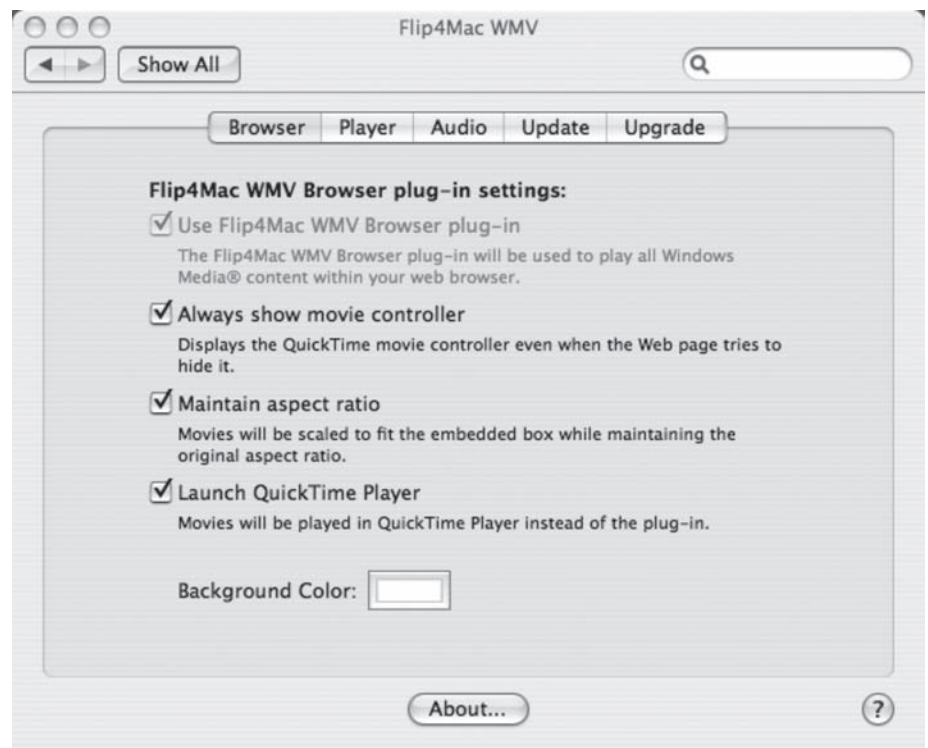 Flip4Mac WMV
Show All
Browser Player Audio Update Upgrade
Flip4Mac WMV Browser plug-in settings:
Use Flip4Mac WMV Browser plug-in
The Flip4Mac WMV Browser plug-in will be used to play all Windows
Media® content within your web browser.
Always show movie controller
Displays the QuickTime movie controller even when the Web page tries to
hide it.
Maintain aspect ratio
Movies will be scaled to fit the embedded box while maintaining the
original aspect ratio.
Launch QuickTime Player
Movies will be played in QuickTime Player instead of the plug-in.
Background Color:
About...
?